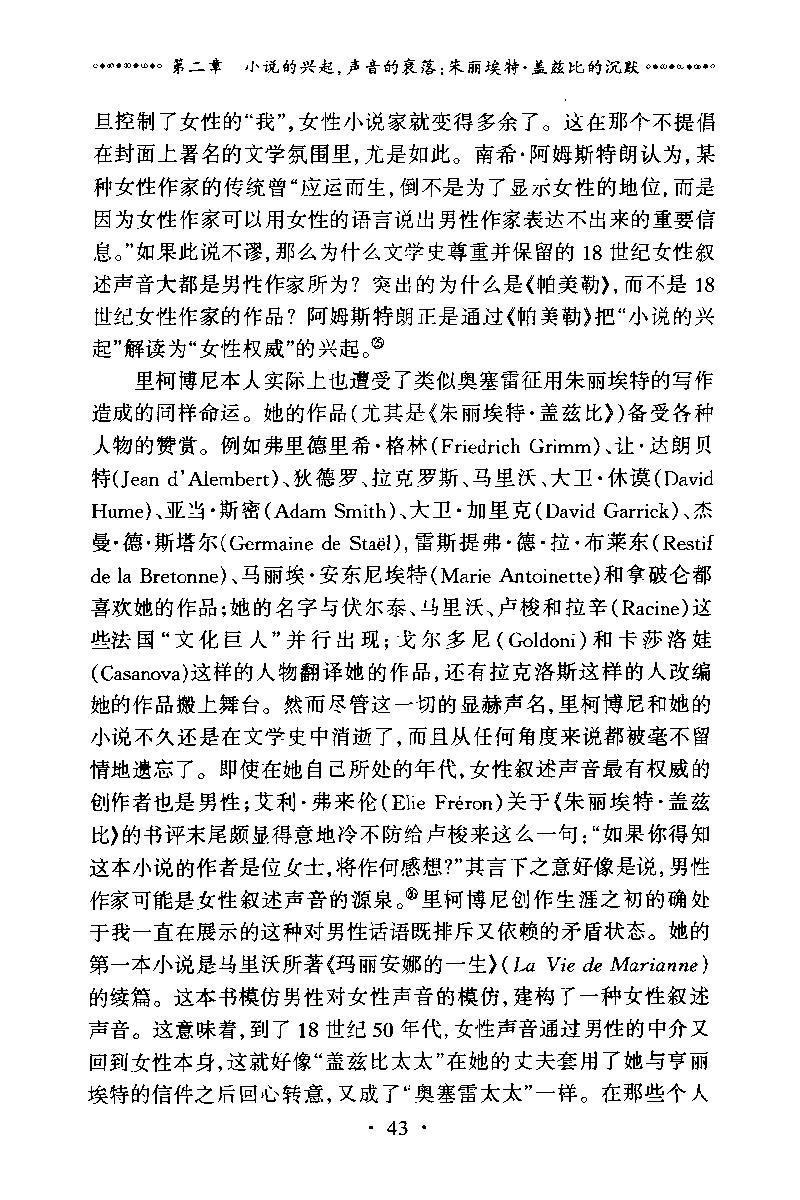 第二章 小说的兴起,声音的衰落:朱丽埃特·盖兹比的沉默
旦控制了女性的“我”,女性小说家就变得多余了。这在那个不提倡
在封面上署名的文学氛围里,尤是如此。南希·阿姆斯特朗认为,某
种女性作家的传统曾“应运而生,倒不是为了显示女性的地位,而是
因为女性作家可以用女性的语言说出男性作家表达不出来的重要信
息。”如果此说不谬,那么为什么文学史尊重并保留的 18 世纪女性叙
述声音大都是男性作家所为?突出的为什么是《帕美勒》,而不是 18
世纪女性作家的作品?阿姆斯特朗正是通过《帕美勒》把“小说的兴
起”解读为“女性权威”的兴起。㉕
里柯博尼本人实际上也遭受了类似奥塞雷征用朱丽埃特的写作
造成的同样命运。她的作品(尤其是《朱丽埃特·盖兹比》)备受各种
人物的赞赏。例如弗里德里希·格林(Friedrich Grimm)、让·达朗贝
特(Jean d’Alembert)、狄德罗、拉克罗斯、马里沃、大卫·休谟(David
Hume)、亚当·斯密(Adam Smith)、大卫·加里克(David Garrick)、杰
曼·德·斯塔尔(Germaine de Staël),雷斯提弗·德·拉·布莱东(Restif
de la Bretonne)、马丽埃·安东尼埃特(Marie Antoinette)和拿破仑都
喜欢她的作品;她的名字与伏尔泰、马里沃、卢梭和拉辛(Racine)这
些法国“文化巨人”并行出现;戈尔多尼(Goldoni)和卡莎洛娃
(Casanova)这样的人物翻译她的作品,还有拉克洛斯这样的人改编
她的作品搬上舞台。然而尽管这一切的显赫声名,里柯博尼和她的
小说不久还是在文学史中消逝了,而且从任何角度来说都被毫不留
情地遗忘了。即使在她自己所处的年代,女性叙述声音最有权威的
创作者也是男性;艾利·弗来伦(Elie Fréron)关于《朱丽埃特·盖兹
比》的书评末尾颇显得意地冷不防给卢梭来这么一句:“如果你得知
这本小说的作者是位女士,将作何感想?”其言下之意好像是说,男性
作家可能是女性叙述声音的源泉。㉖里柯博尼创作生涯之初的确处
于我一直在展示的这种对男性话语既排斥又依赖的矛盾状态。她的
第一本小说是马里沃所著《玛丽安娜的一生》(La Vie de Marianne)
的续篇。这本书模仿男性对女性声音的模仿,建构了一种女性叙述
声音。这意味着,到了 18 世纪 50 年代,女性声音通过男性的中介又
回到女性本身,这就好像“盖兹比太太”在她的丈夫套用了她与亨丽
埃特的信件之后回心转意,又成了“奥塞雷太太”一样。在那些个人
· 43 ·